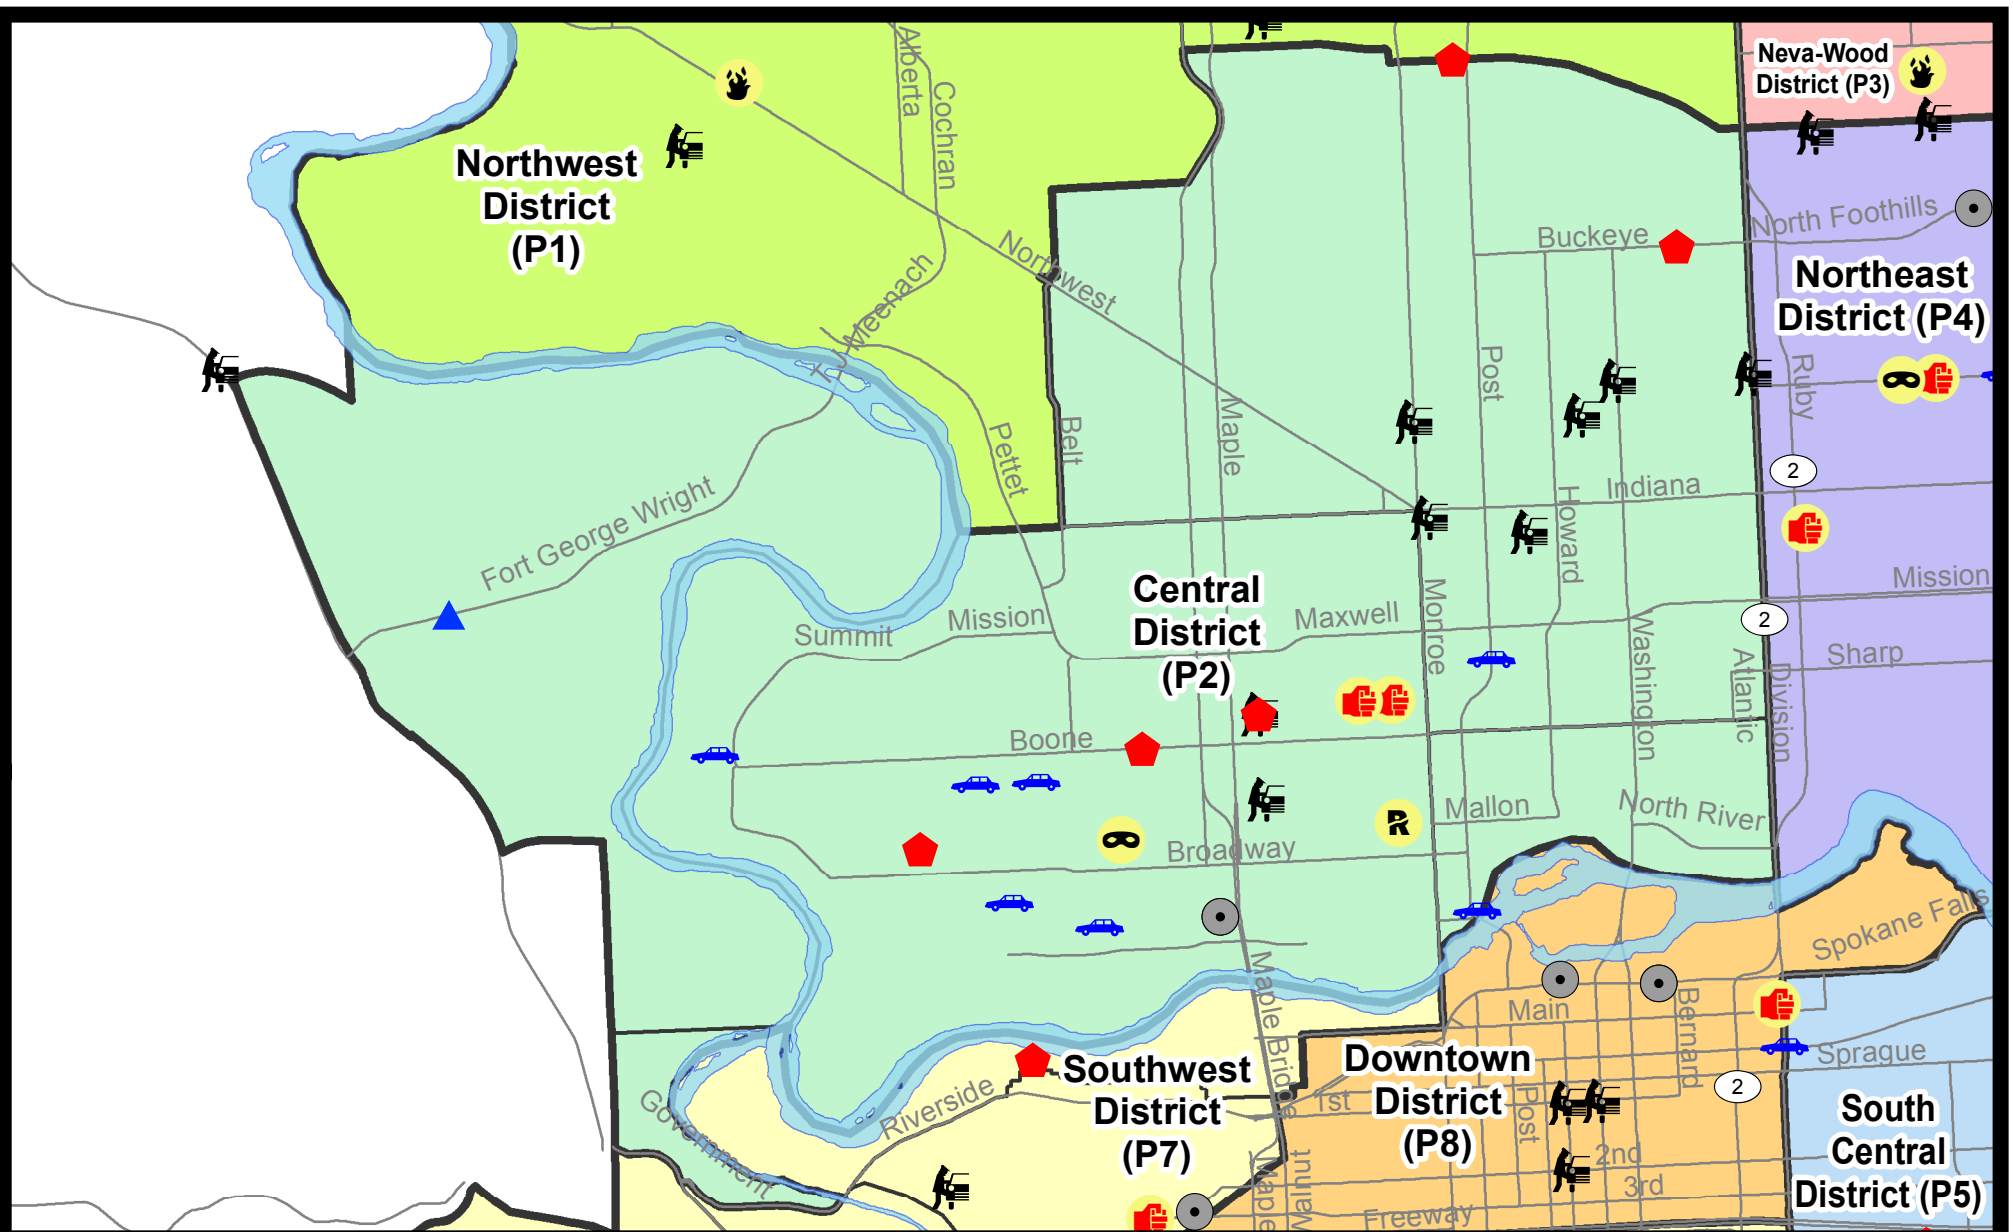 Neva-Wood
District (P3)
Alberta
Cochran
Northwest
District
(P1)
North Foothills
Buckeye
Northwest
Northeast
District (P4)
T J Meenach
Post
Ruby
Maple
Belt
Pettet
2
Indiana
Howard
Fort George Wright
Mission
Central
District
(P2)
Monroe
Maxwell
Mission
Summit
2
Washington
Atlantic
Division
Sharp
Boone
Mallon
North River
R
Broadway
Spokane Falls
Maple Bridge
Main
Bernard
Sprague
Southwest
District
(P7)
Downtown
District
(P8)
2
Riverside
Government
1st
Post
South
Central
District (P5)
2nd
3rd
Maple
Walnut
Freeway